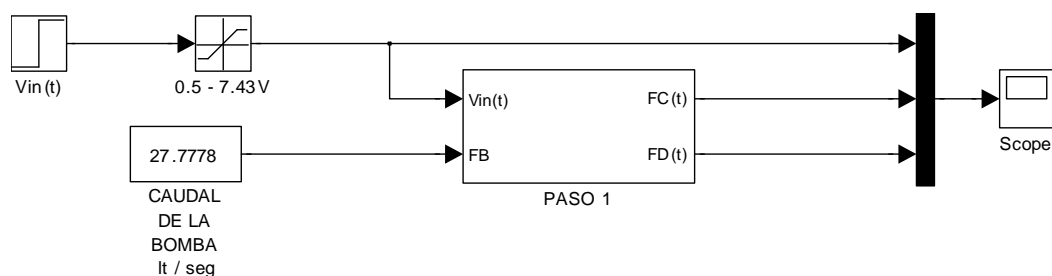 Vin(t)
0.5 - 7.43V
Vin(t)
FC(t)
FB
FD(t)
PASO 1
27.7778
CAUDAL
DE LA
BOMBA
lt / seg
Scope